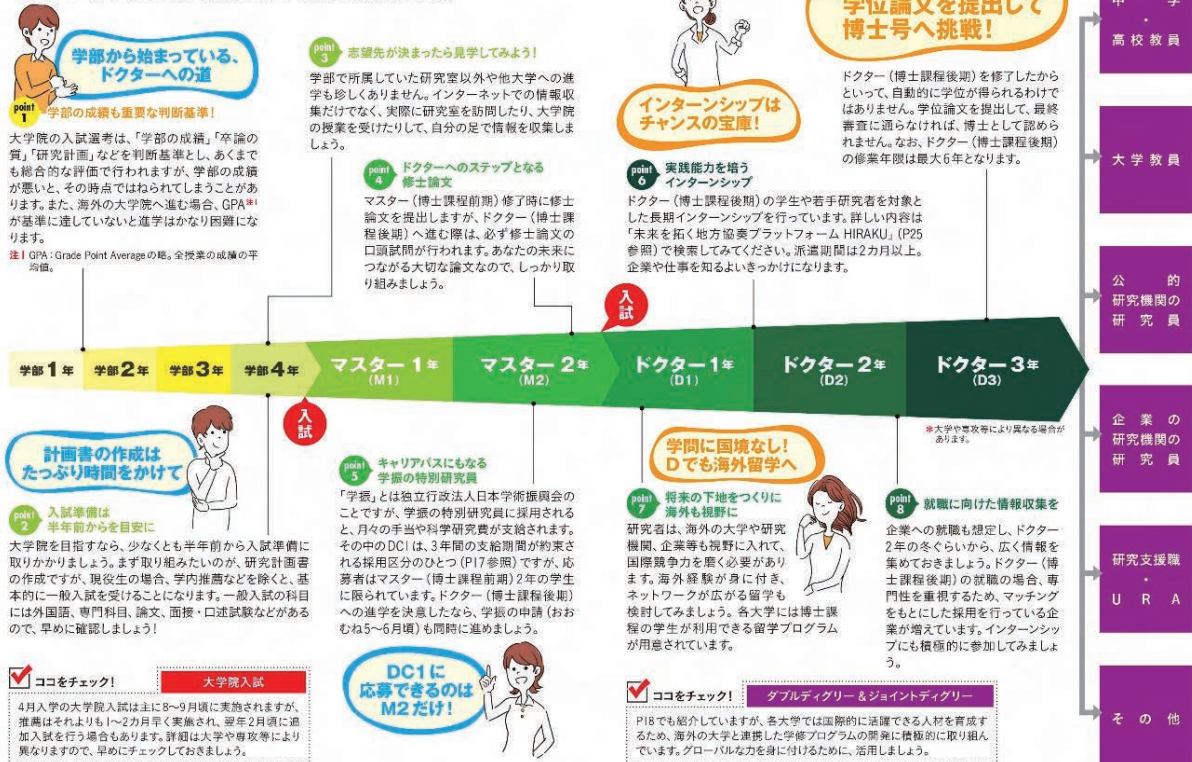 学部から始まっている、
ドクターへの道
point 1 学部の成績も重要な判断基準！
大学院の入試選考は、「学部の成績」「卒論の
質」「研究計画」などを判断基準とし、あくまで
も総合的な評価で行われますが、学部の成績
が悪いと、その時点ではねられてしまうことがあ
ります。また、海外の大学院へ進む場合、GPA注1
が基準に達していないと進学はかなり困難にな
ります。
注1 GPA：Grade Point Averageの略。全授業の成績の平
均値。
point 3 志望先が決まったら見学してみよう！
学部で所属していた研究室以外や他大学への進
学も珍しくありません。インターネットでの情報収
集だけでなく、実際に研究室を訪問したり、大学院
の授業を受けたりして、自分の足で情報を収集しま
しょう。
point 4 ドクターへのステップとなる
修士論文
マスター（博士課程前期）修了時に修士
論文を提出しますが、ドクター（博士課
程後期）へ進む際は、必ず修士論文の
口頭試問が行われます。あなたの未来に
つながる大切な論文なので、しっかり取
り組みましょう。
インターンシップは
チャンスの宝庫！
point 6 実践能力を培う
インターンシップ
ドクター（博士課程後期）の学生や若手研究者を対象と
した長期インターンシップを行っています。詳しい内容は
「未来を拓く地方協奏プラットフォーム HIRAKU」（P25
参照）で検索してみてください。派遣期間は2カ月以上。
企業や仕事を知るよいきっかけになります。
学位論文を提出して
博士号へ挑戦！
ドクター（博士課程後期）を修了したから
といって、自動的に学位が得られるわけで
はありません。学位論文を提出して、最終
審査に通らなければ、博士として認めら
れません。なお、ドクター（博士課程後期）
の修業年限は最大6年となります。
入試
学部1年 学部2年 学部3年 学部4年 マスター1年 マスター2年 ドクター1年 ドクター2年 ドクター3年
(M1) (M2) (D1) (D2) (D3)
入試
＊大学や専攻等により異なる場合が
あります。
計画書の作成は
たっぷり時間をかけて
point 2 入試準備は
半年前からを目安に
大学院を目指すなら、少なくとも半年前から入試準備に
取りかかりましょう。まず取り組みたいのが、研究計画書
の作成ですが、現役生の場合、学内推薦などを除くと、基
本的に一般入試を受けることになります。一般入試の科目
には外国語、専門科目、論文、面接・口述試験などがある
ので、早めに確認しましょう！
ココをチェック！ 大学院入試
4月入学の大学院入試は主に8〜9月頃に実施されますが、
推薦はそれよりも1〜2カ月早く実施され、翌年2月頃に追
加入試を行う場合もあります。詳細は大学や専攻等により
異なりますので、早めにチェックしておきましょう。
point 5 キャリアパスにもなる
学振の特別研究員
「学振」とは独立行政法人日本学術振興会の
ことですが、学振の特別研究員に採用される
と、月々の手当や科学研究費が支給されます。
その中のDC1は、3年間の支給期間が約束さ
れる採用区分のひとつ（P17参照）ですが、応
募者はマスター（博士課程前期）2年の学生
に限られています。ドクター（博士課程後期）
への進学を決意したなら、学振の申請（おお
むね5〜6月頃）も同時に進めましょう。
DC1に
応募できるのは
M2だけ！
学問に国境なし！
Dでも海外留学へ
point 7 将来の下地をつくりに
海外も視野に
研究者は、海外の大学や研究
機関、企業等も視野に入れて、
国際競争力を磨く必要があり
ます。海外経験が身に付き、
ネットワークが広がる留学も
検討してみましょう。各大学には博士課
程の学生が利用できる留学プログラム
が用意されています。
point 8 就職に向けた情報収集を
企業への就職も想定し、ドクター
2年の冬ぐらいから、広く情報を
集めておきましょう。ドクター（博
士課程後期）の就職の場合、専
門性を重視するため、マッチング
をもとにした採用を行っている企
業が増えています。インターンシッ
プにも積極的に参加してみましょ
う。
ココをチェック！ ダブルディグリー＆ジョイントディグリー
P18でも紹介していますが、各大学では国際的に活躍できる人材を育成す
るため、海外の大学と連携した学修プログラムの開発に積極的に取り組ん
でいます。グローバルな力を身に付けるために、活用しましょう。
中学
・
高校教員
大学教員
公的
研究機関の
研究員
企業の
研究機関の
研究員
研究支援職
・
URA
その他